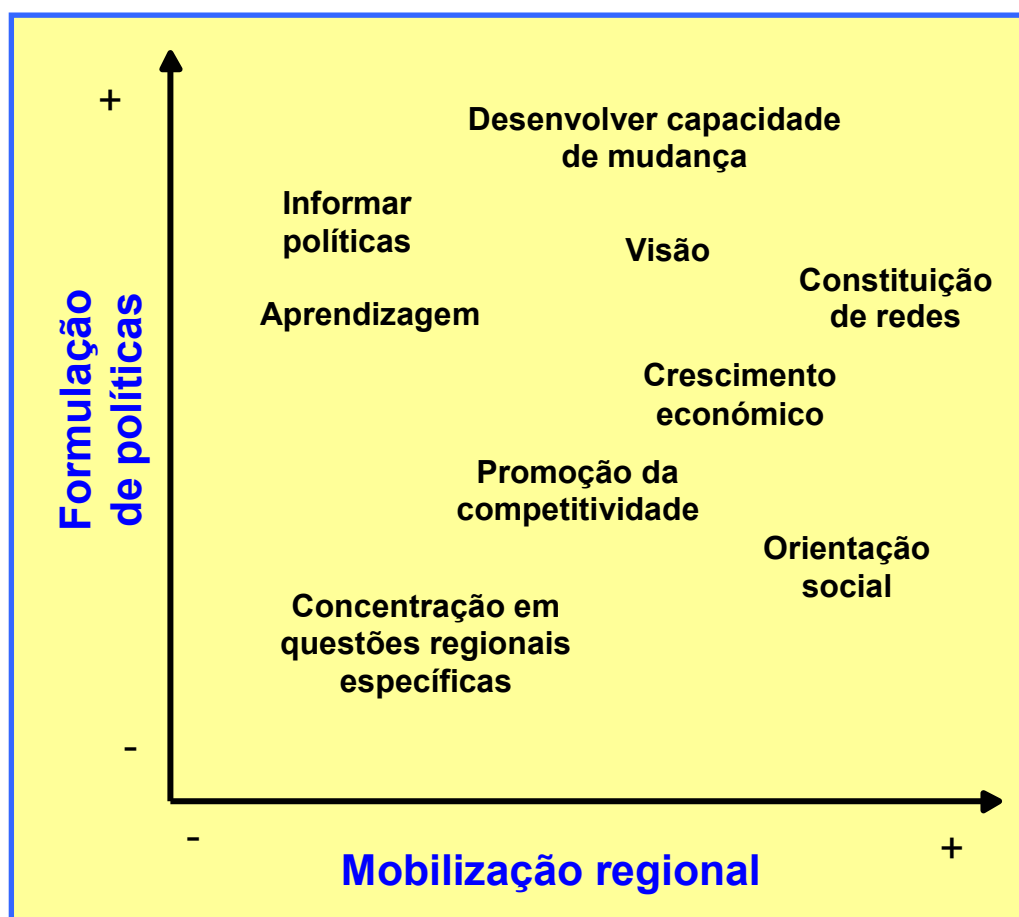 +
Desenvolver capacidade
de mudança
Informar
políticas
Visão
Constituição
de redes
Aprendizagem
Formulação
de políticas
Crescimento
económico
Promoção da
competitividade
Orientação
social
Concentração em
questões regionais
específicas
-
-
+
Mobilização regional